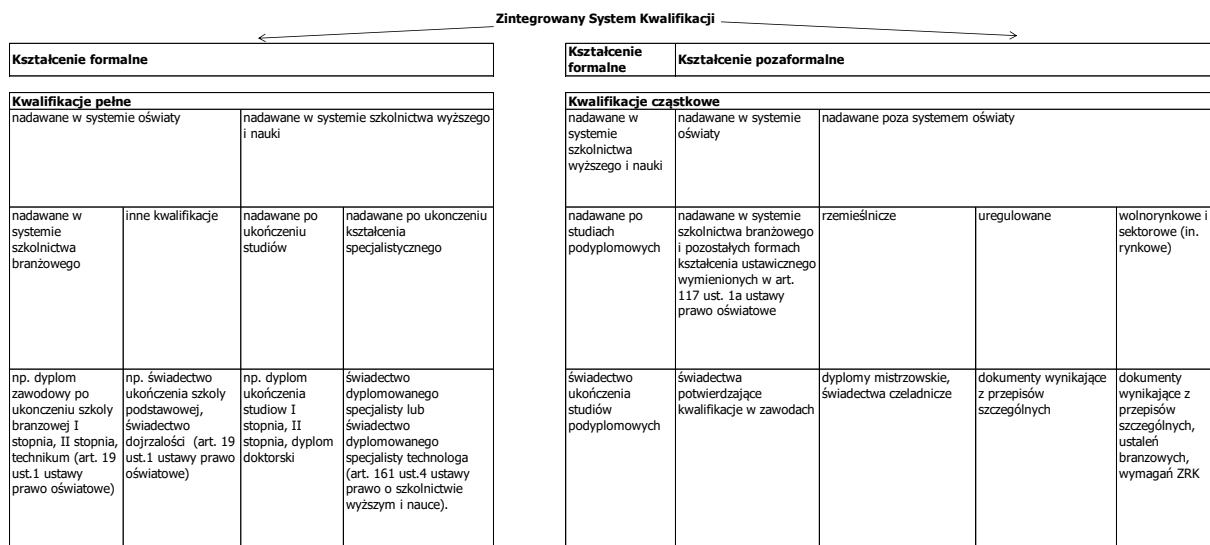 Zintegrowany System Kwalifikacji
Kształcenie formalne
Kształcenie
formalne
Kształcenie pozaformalne
Kwalifikacje pełne
nadawane w systemie oświaty
nadawane w systemie szkolnictwa wyższego
i nauki
Kwalifikacje cząstkowe
nadawane w
systemie
szkolnictwa
wyższego i nauki
nadawane w systemie
oświaty
nadawane poza systemem oświaty
nadawane w
systemie
szkolnictwa
branżowego
inne kwalifikacje
nadawane po
ukończeniu
studiów
nadawane po ukonczeniu
kształcenia
specjalistycznego
nadawane po
studiach
podyplomowych
nadawane w systemie
szkolnictwa branżowego
i pozostałych formach
kształcenia ustawicznego
wymienionych w art.
117 ust. 1a ustawy
prawo oświatowe
rzemieślnicze
uregulowane
wolnorynkowe i
sektorowe (in.
rynkowe)
np. dyplom
zawodowy po
ukonczeniu szkoły
branzowej I
stopnia, II stopnia,
technikum (art. 19
ust.1 ustawy
prawo oświatowe)
np. świadectwo
ukończenia szkoły
podstawowej,
świadectwo
dojrzałości  (art. 19
ust.1 ustawy prawo
oświatowe)
np. dyplom
ukończenia
studiow I
stopnia, II
stopnia, dyplom
doktorski
świadectwo
dyplomowanego
specjalisty lub
świadectwo
dyplomowanego
specjalisty technologa
(art. 161 ust.4 ustawy
prawo o szkolnictwie
wyższym i nauce).
świadectwo
ukończenia
studiów
podyplomowych
świadectwa
potwierdzające
kwalifikacje w zawodach
dyplomy mistrzowskie,
świadectwa czeladnicze
dokumenty wynikające
z przepisów
szczególnych
dokumenty
wynikające z
przepisów
szczególnych,
ustaleń
branzowych,
wymagań ZRK